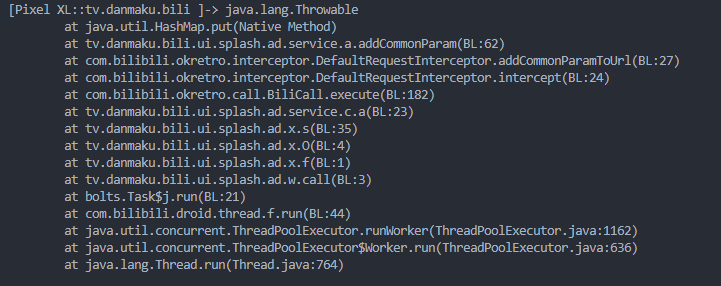 [Pixel XL::tv.danmaku.bili ]-> java.lang.Throwable
at java.util.HashMap.put(Native Method)
at tv.danmaku.bili.ui.splash.ad.service.a.addCommonParam(BL:62)
at com.bilibili.okretro.interceptor.DefaultRequestInterceptor.addCommonParamToUrl(BL:27)
at com.bilibili.okretro.interceptor.DefaultRequestInterceptor.intercept(BL:24)
at com.bilibili.okretro.call.BiliCall.execute(BL:182)
at tv.danmaku.bili.ui.splash.ad.service.c.a(BL:23)
at tv.danmaku.bili.ui.splash.ad.x.s(BL:35)
at tv.danmaku.bili.ui.splash.ad.x.O(BL:4)
at tv.danmaku.bili.ui.splash.ad.x.f(BL:1)
at tv.danmaku.bili.ui.splash.ad.w.call(BL:3)
at bolts.Task$j.run(BL:21)
at com.bilibili.droid.thread.f.run(BL:44)
at java.util.concurrent.ThreadPoolExecutor.runWorker(ThreadPoolExecutor.java:1162)
at java.util.concurrent.ThreadPoolExecutor$Worker.run(ThreadPoolExecutor.java:636)
at java.lang.Thread.run(Thread.java:764)